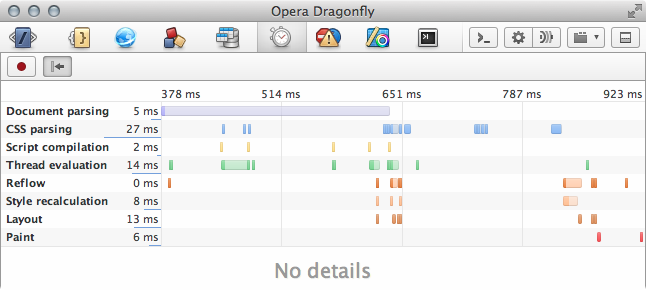 Opera Dragonfly
378 ms 514 ms 651 ms 787 ms 923 ms
Document parsing 5 ms
CSS parsing 27 ms
Script compilation 2 ms
Thread evaluation 14 ms
Reflow 0 ms
Style recalculation 8 ms
Layout 13 ms
Paint 6 ms
No details